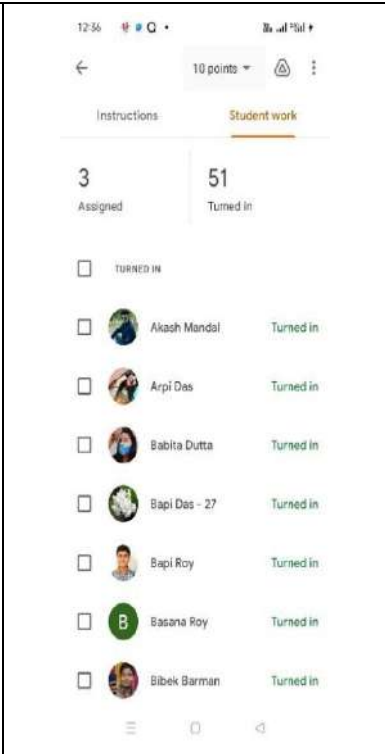 12:36
10 points
Instructions Student work
3 51
Assigned Turned in
TURNED IN
Akash Mandal Turned in
Arpi Das Turned in
Babita Dutta Turned in
Bapi Das - 27 Turned in
Bapi Roy Turned in
B Basana Roy Turned in
Bibek Barman Turned in